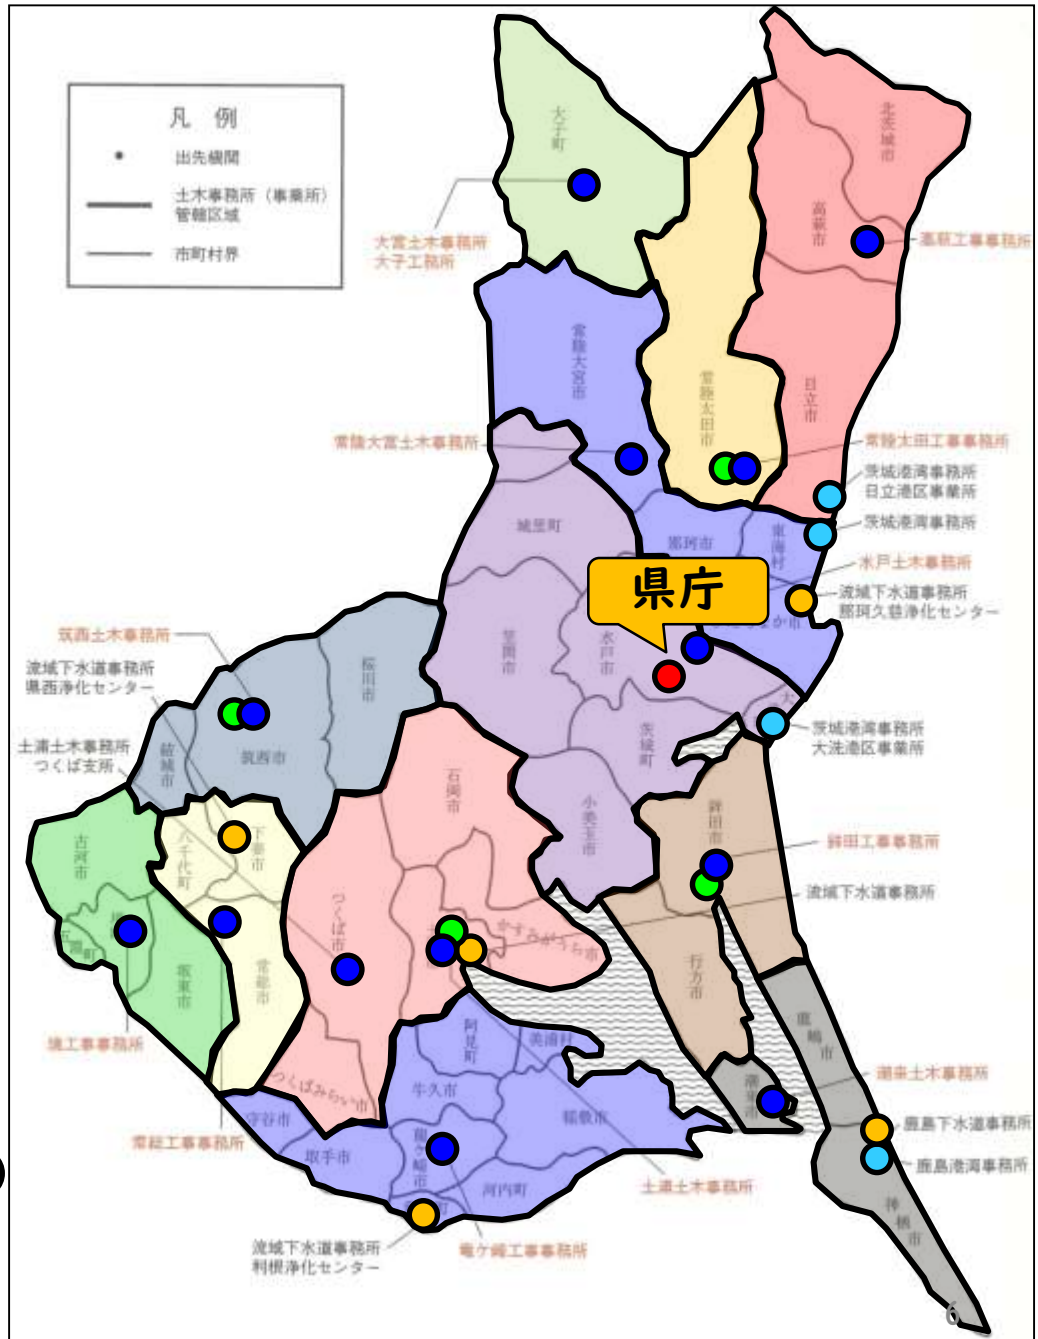 凡 例
出先機関
土木事務所（事業所）
管轄区域
市町村界
大子町
北茨城市
高萩市
大宮土木事務所
大子工務所
高萩工事事務所
常陸大宮市
常陸太田市
日立市
常陸大宮土木事務所
常陸太田工事事務所
茨城港湾事務所
日立港区事業所
茨城港湾事務所
城里町
那珂市
東海村
水戸土木事務所
県庁
流域下水道事務所
那珂久慈浄化センター
か市
筑西土木事務所
流域下水道事務所
県西浄化センター
笠間市
水戸市
桜川市
大
茨城港湾事務所
大洗港区事業所
茨城町
土浦土木事務所
つくば支所
結城市
筑西市
石岡市
小美玉市
鉾田市
鉾田工事事務所
古河市
八千代町
下妻市
流域下水道事務所
つくば市
かすみがうら市
五霞町
坂東市
常総市
行方市
境工事事務所
鹿嶋市
阿見町
美浦村
潮来市
潮来土木事務所
つくばみらい市
牛久市
稲敷市
守谷市
鹿島下水道事務所
常総工事事務所
取手市
龍ケ崎市
鹿島港湾事務所
河内町
土浦土木事務所
町
神栖市
流域下水道事務所
利根浄化センター
竜ケ崎工事事務所
6